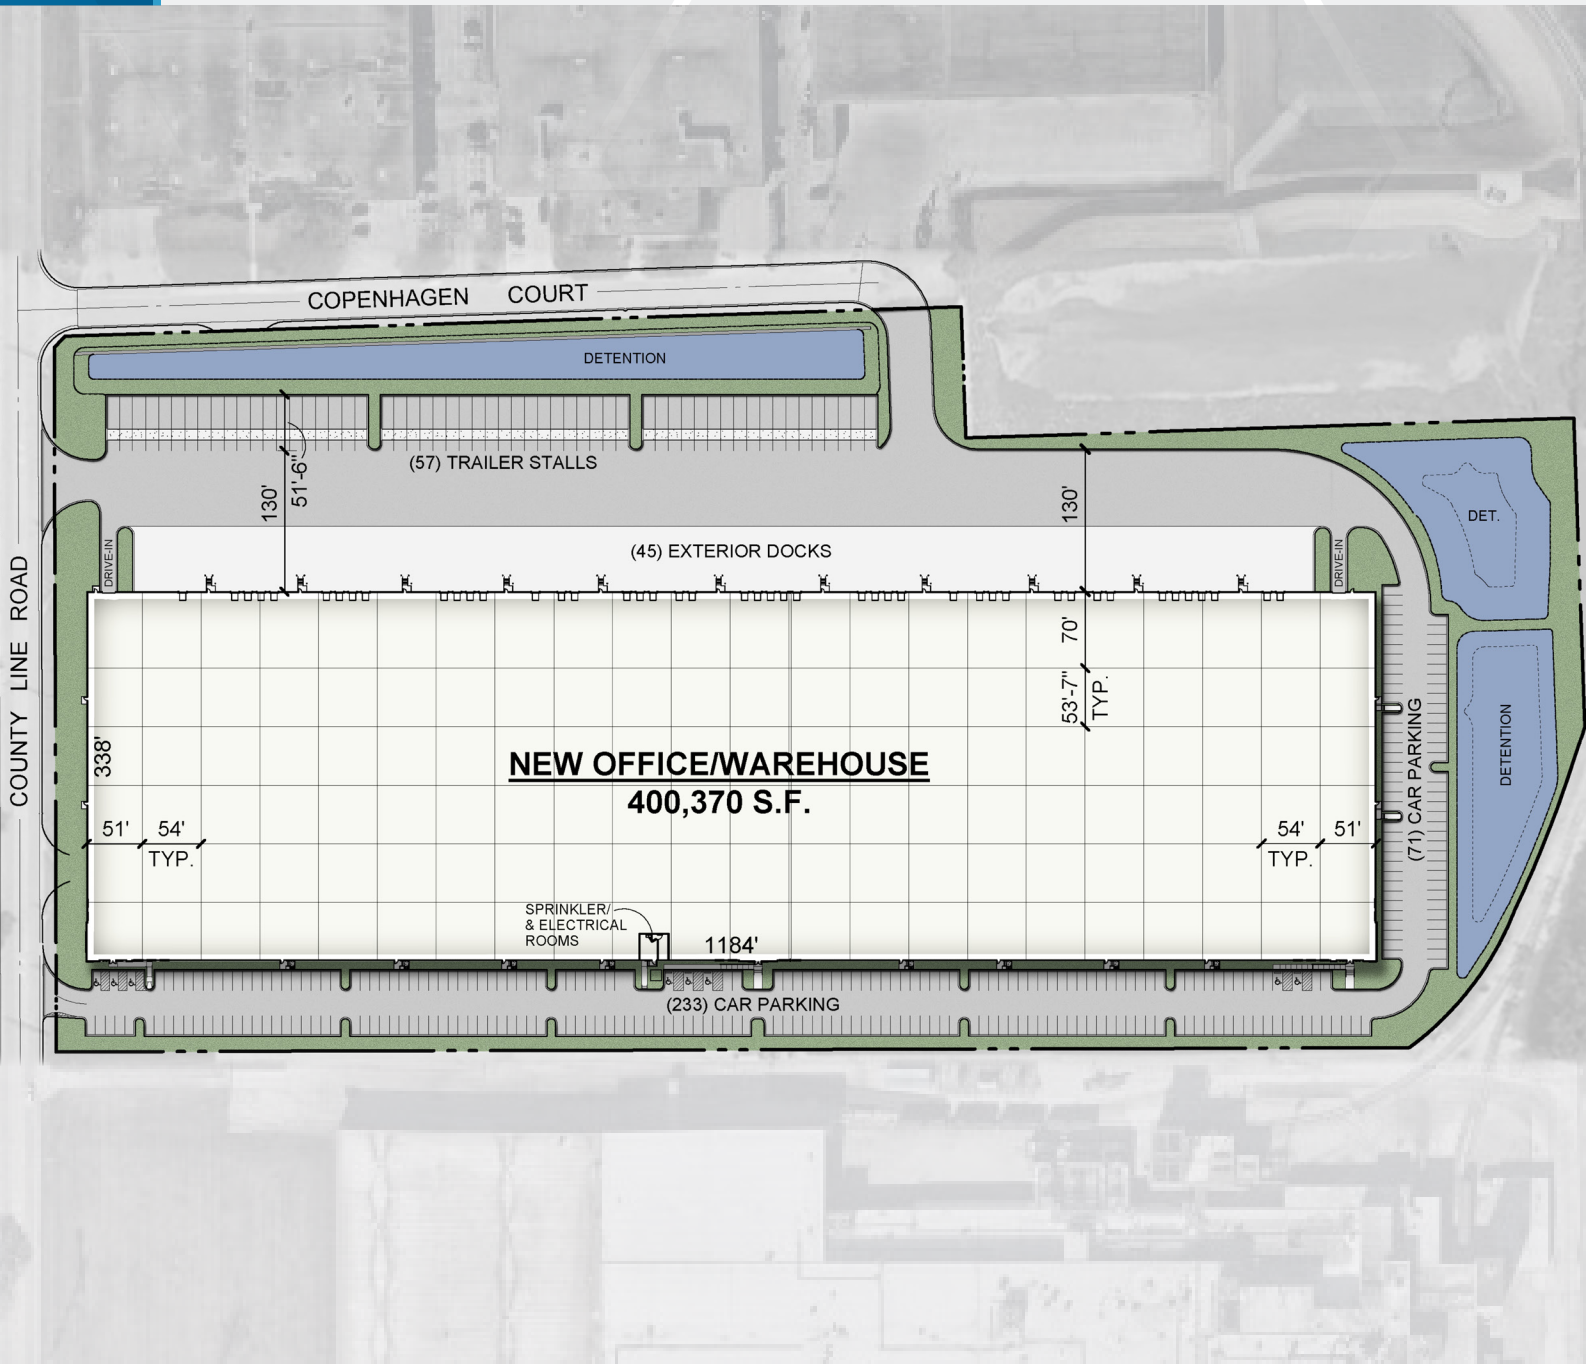 COPENHAGEN COURT
DETENTION
(57) TRAILER STALLS
51'-6"
130'
130'
DET.
(45) EXTERIOR DOCKS
DRIVE-IN
DRIVE-IN
COUNTY LINE ROAD
70'
53'-7"
TYP.
338'
NEW OFFICE/WAREHOUSE
400,370 S.F.
DETENTION
(71) CAR PARKING
51'
54'
TYP.
54'
51'
TYP.
SPRINKLER/
& ELECTRICAL
ROOMS
1184'
(233) CAR PARKING